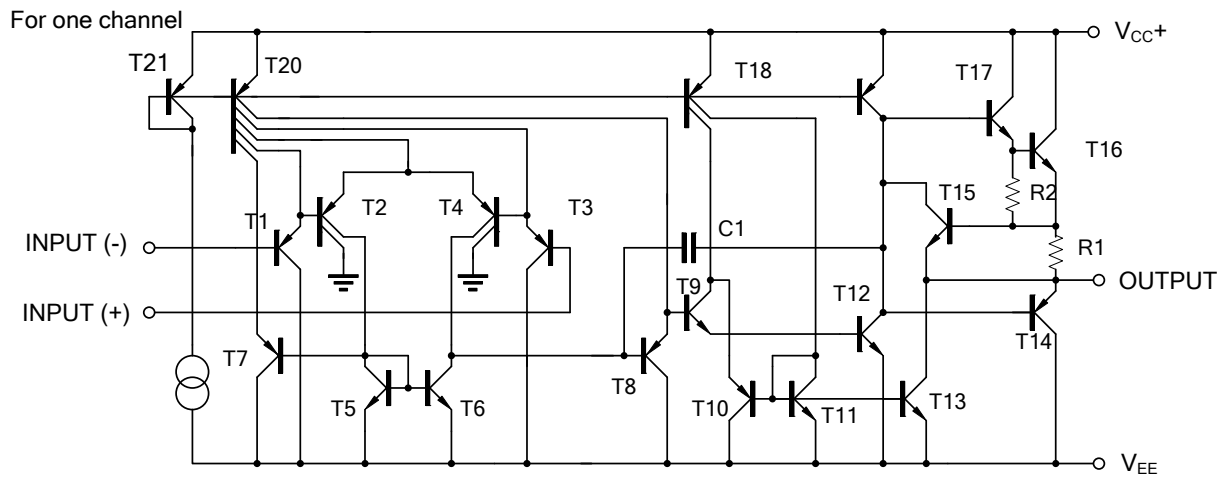 For one channel
VCC+
T21
T20
T18
T17
T16
T15
R2
T1
T2
T4
T3
INPUT (-)
C1
R1
OUTPUT
INPUT (+)
T9
T12
T14
T7
T8
T5
T6
T10
T11
T13
VEE